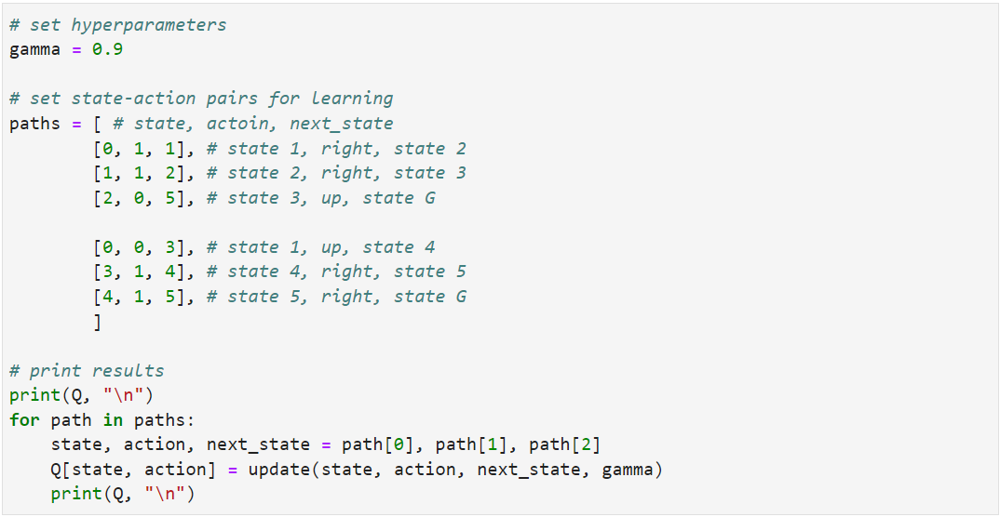 # set hyperparameters
gamma = 0.9
# set state-action pairs for learning
paths = [ # state, actoin, next_state
[0, 1, 1], # state 1, right, state 2
[1, 1, 2], # state 2, right, state 3
[2, 0, 5], # state 3, up, state G
[0, 0, 3], # state 1, up, state 4
[3, 1, 4], # state 4, right, state 5
[4, 1, 5], # state 5, right, state G
]
# print results
print(Q, "\n")
for path in paths:
state, action, next_state = path[0], path[1], path[2]
Q[state, action] = update(state, action, next_state, gamma)
print(Q, "\n")